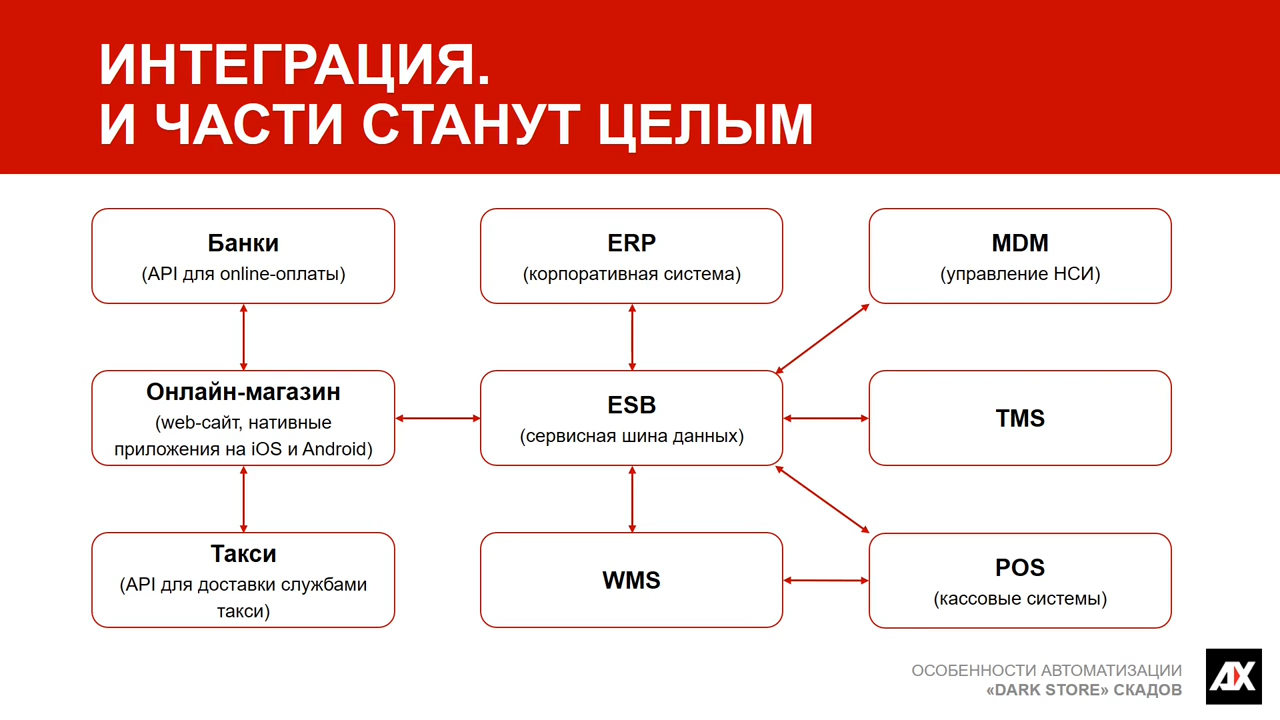 ИНТЕГРАЦИЯ.
И ЧАСТИ СТАНУТ ЦЕЛЫМ
Банки
(API для online-оплаты)
ERP
(корпоративная система)
MDM
(управление НСИ)
Онлайн-магазин
(web-сайт, нативные
приложения на iOS и Android)
ESB
(сервисная шина данных)
TMS
Такси
(API для доставки службами
такси)
WMS
POS
(кассовые системы)
ОСОБЕННОСТИ АВТОМАТИЗАЦИИ
«DARK STORE» СКАДОВ
AX